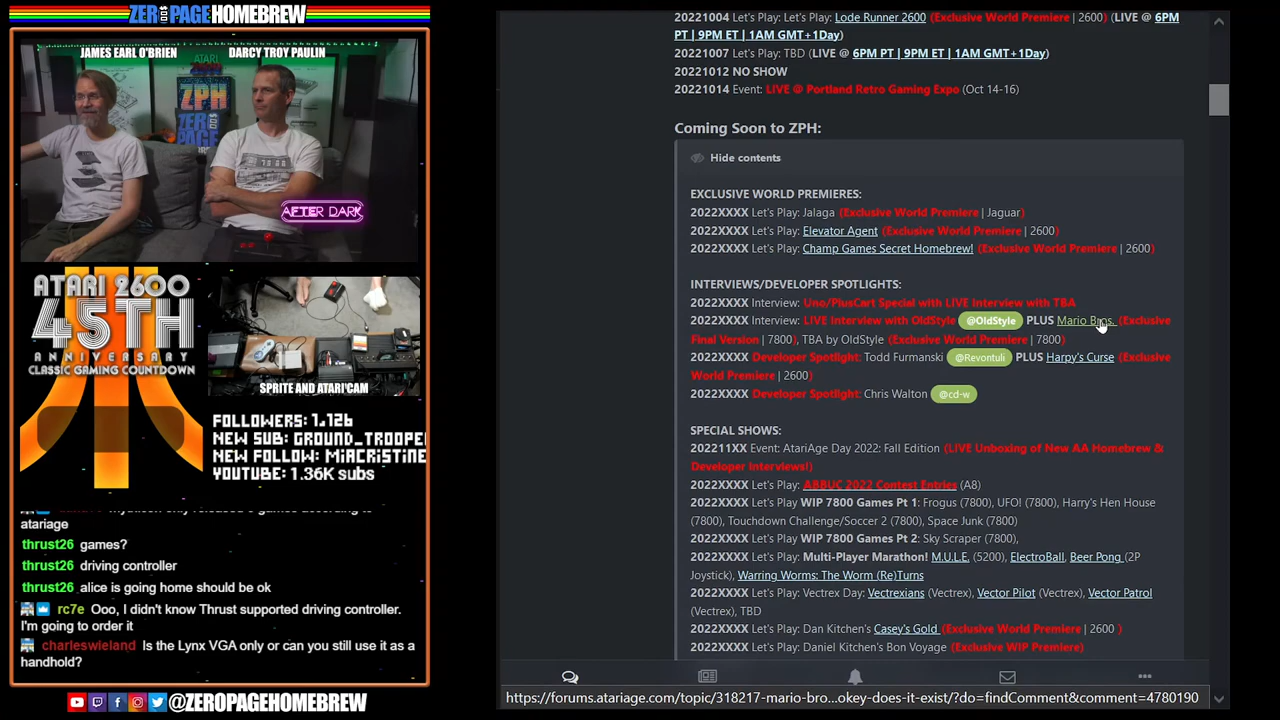 ZERO PAGE HOMEBREW
JAMES EARL O'BRIEN
DARCY TROY PAULIN
ATARI
ZPH
ZERO
PAGE
AFTER DARK
ATARI 2600
45TH
ANNIVERSARY
CLASSIC GAMING COUNTDOWN
SPRITE AND ATARI'CAM
FOLLOWERS: 1,126
NEW SUB: GROUND_TROOPER
NEW FOLLOW: MIACRISTINE
YOUTUBE: 1.36K subs
atariage
thrust26 games?
thrust26 driving controller
thrust26 alice is going home should be ok
rc7e Ooo, I didn't know Thrust supported driving controller.
I'm going to order it
charleswieland Is the Lynx VGA only or can you still use it as a
handhold?
@ZEROPAGEHOMEBREW
20221004 Let's Play: Let's Play: Lode Runner 2600 (Exclusive World Premiere | 2600) (LIVE @ 6PM
PT | 9PM ET | 1AM GMT+1Day)
20221007 Let's Play: TBD (LIVE @ 6PM PT | 9PM ET | 1AM GMT+1Day)
20221012 NO SHOW
20221014 Event: LIVE @ Portland Retro Gaming Expo (Oct 14-16)
Coming Soon to ZPH:
Hide contents
EXCLUSIVE WORLD PREMIERES:
2022XXXX Let's Play: Jalaga (Exclusive World Premiere | Jaguar)
2022XXXX Let's Play: Elevator Agent (Exclusive World Premiere | 2600)
2022XXXX Let's Play: Champ Games Secret Homebrew! (Exclusive World Premiere | 2600)
INTERVIEWS/DEVELOPER SPOTLIGHTS:
2022XXXX Interview: Uno/PlusCart Special with LIVE Interview with TBA
2022XXXX Interview: LIVE Interview with OldStyle @OldStyle PLUS Mario Bros. (Exclusive
Final Version | 7800), TBA by OldStyle (Exclusive World Premiere | 7800)
2022XXXX Developer Spotlight: Todd Furmanski @Revontuli PLUS Harpy's Curse (Exclusive
World Premiere | 2600)
2022XXXX Developer Spotlight: Chris Walton @cd-w
SPECIAL SHOWS:
202211XX Event: AtariAge Day 2022: Fall Edition (LIVE Unboxing of New AA Homebrew &
Developer Interviews!)
2022XXXX Let's Play: ABBUC 2022 Contest Entries (A8)
2022XXXX Let's Play WIP 7800 Games Pt 1: Frogus (7800), UFO! (7800), Harry's Hen House
(7800), Touchdown Challenge/Soccer 2 (7800), Space Junk (7800)
2022XXXX Let's Play WIP 7800 Games Pt 2: Sky Scraper (7800),
2022XXXX Let's Play: Multi-Player Marathon! M.U.L.E. (5200), ElectroBall, Beer Pong (2P
Joystick), Warring Worms: The Worm (Re)Turns
2022XXXX Let's Play: Vectrex Day: Vectrexians (Vectrex), Vector Pilot (Vectrex), Vector Patrol
(Vectrex), TBD
2022XXXX Let's Play: Dan Kitchen's Casey's Gold (Exclusive World Premiere | 2600 )
2022XXXX Let's Play: Daniel Kitchen's Bon Voyage (Exclusive WIP Premiere)
https://forums.atariage.com/topic/318217-mario-bro...okey-does-it-exist/?do=findComment&comment=4780190